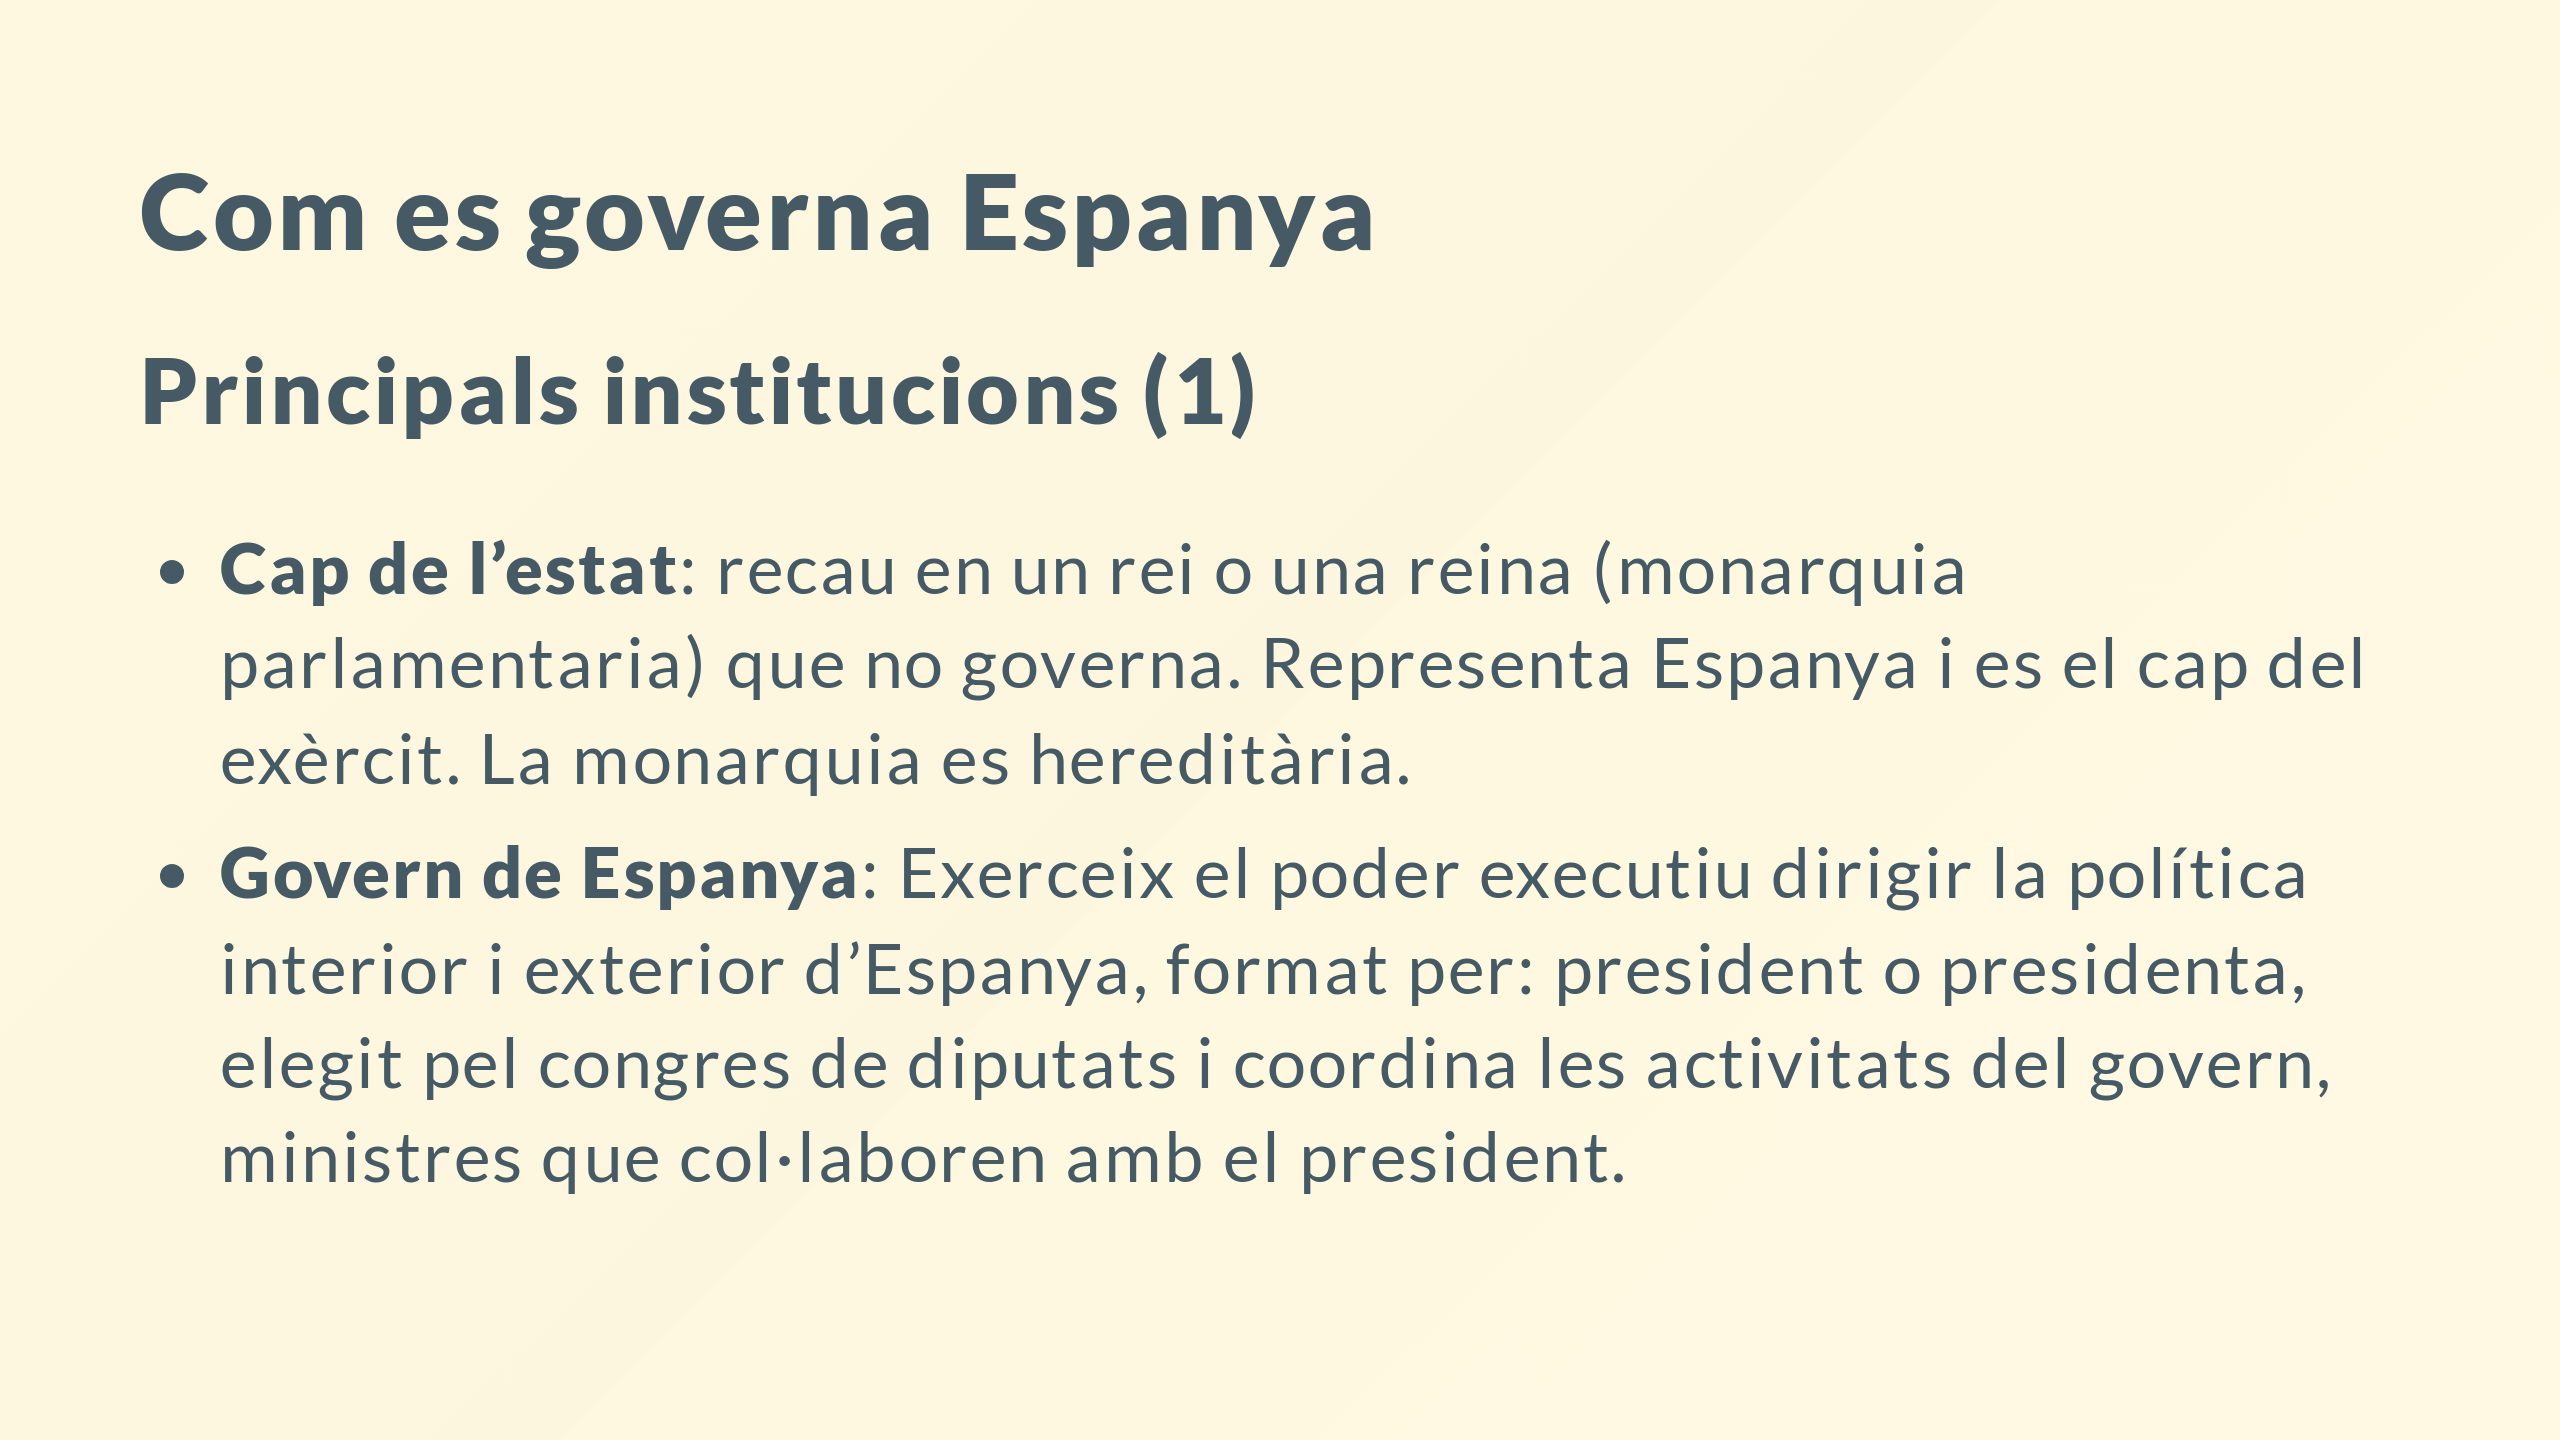 Com es governa Espanya
Principals institucions (1)
• Cap de l’estat: recau en un rei o una reina (monarquia
parlamentaria) que no governa. Representa Espanya i es el cap del
exèrcit. La monarquia es hereditària.
• Govern de Espanya: Exerceix el poder executiu dirigir la política
interior i exterior d’Espanya, format per: president o presidenta,
elegit pel congres de diputats i coordina les activitats del govern,
ministres que col·laboren amb el president.